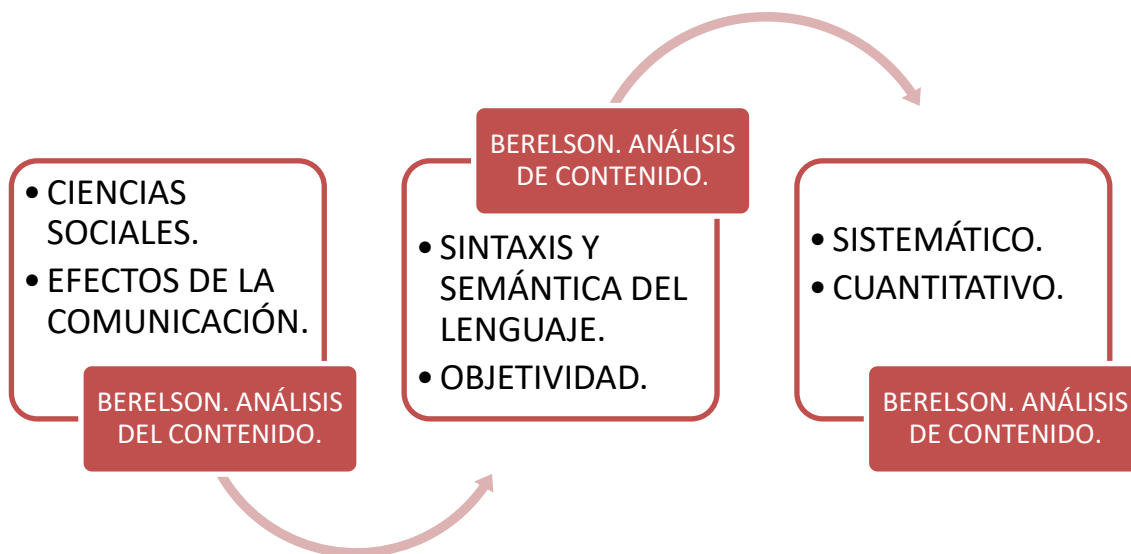 • CIENCIAS
SOCIALES.
• EFECTOS DE LA
COMUNICACIÓN.
BERELSON. ANÁLISIS
DEL CONTENIDO.
BERELSON. ANÁLISIS
DE CONTENIDO.
• SINTAXIS Y
SEMÁNTICA DEL
LENGUAJE.
• OBJETIVIDAD.
• SISTEMÁTICO.
• CUANTITATIVO.
BERELSON. ANÁLISIS
DE CONTENIDO.